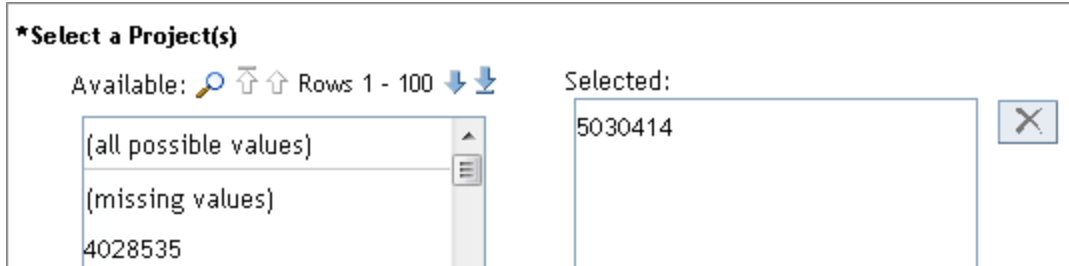 *Select a Project(s)
Available: Rows 1 - 100
Selected:
(all possible values)
(missing values)
4028535
5030414